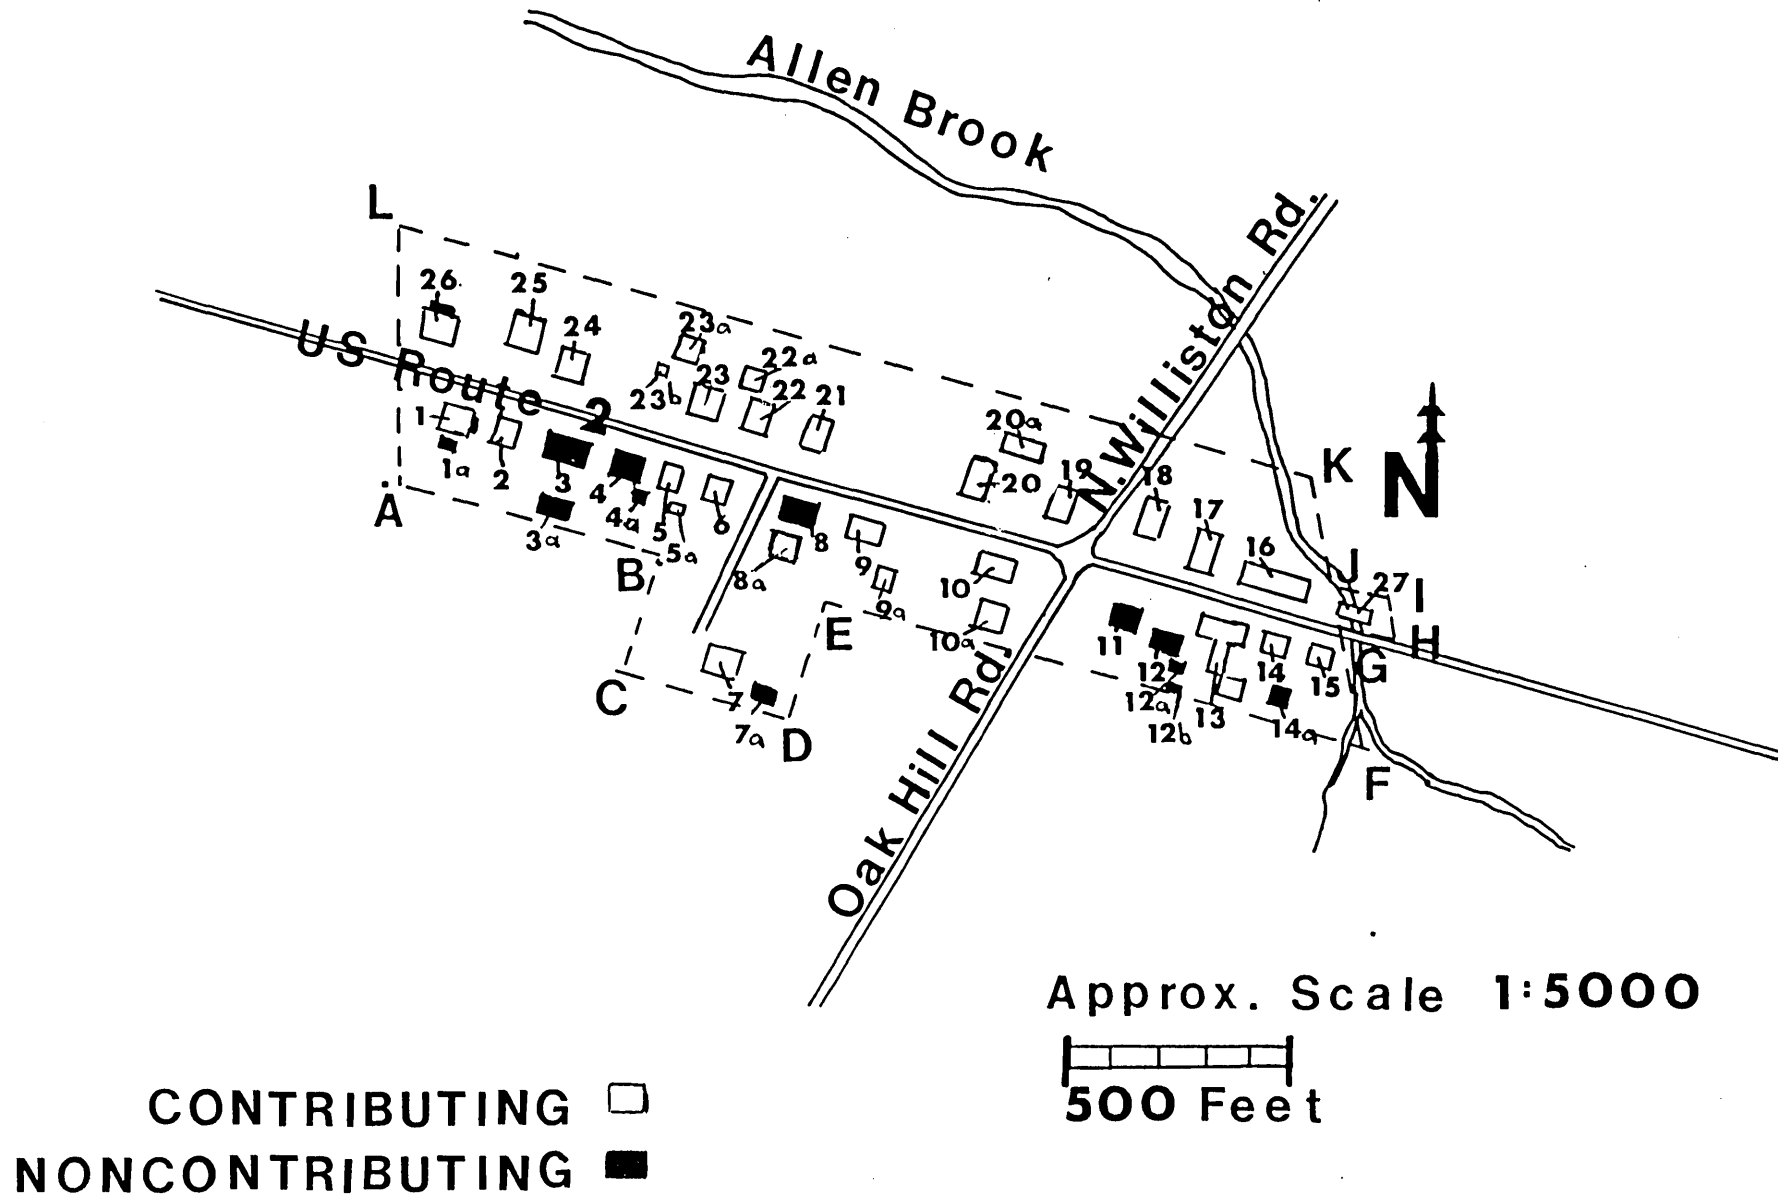 Allen Brook
N. Williston Rd.
L
26
25
24
23a
23b
23
22a
22
21
20a
20
19
18
17
16
K
N
J
27
I
H
G
US Route 2
1
1a
2
3
3a
4
4a
5
5a
6
A
B
8
8a
9
9a
10
10a
11
12
12a
12b
13
14
14a
15
C
7
7a
D
E
F
Oak Hill Rd.
Approx. Scale 1:5000
500 Feet
CONTRIBUTING
NONCONTRIBUTING